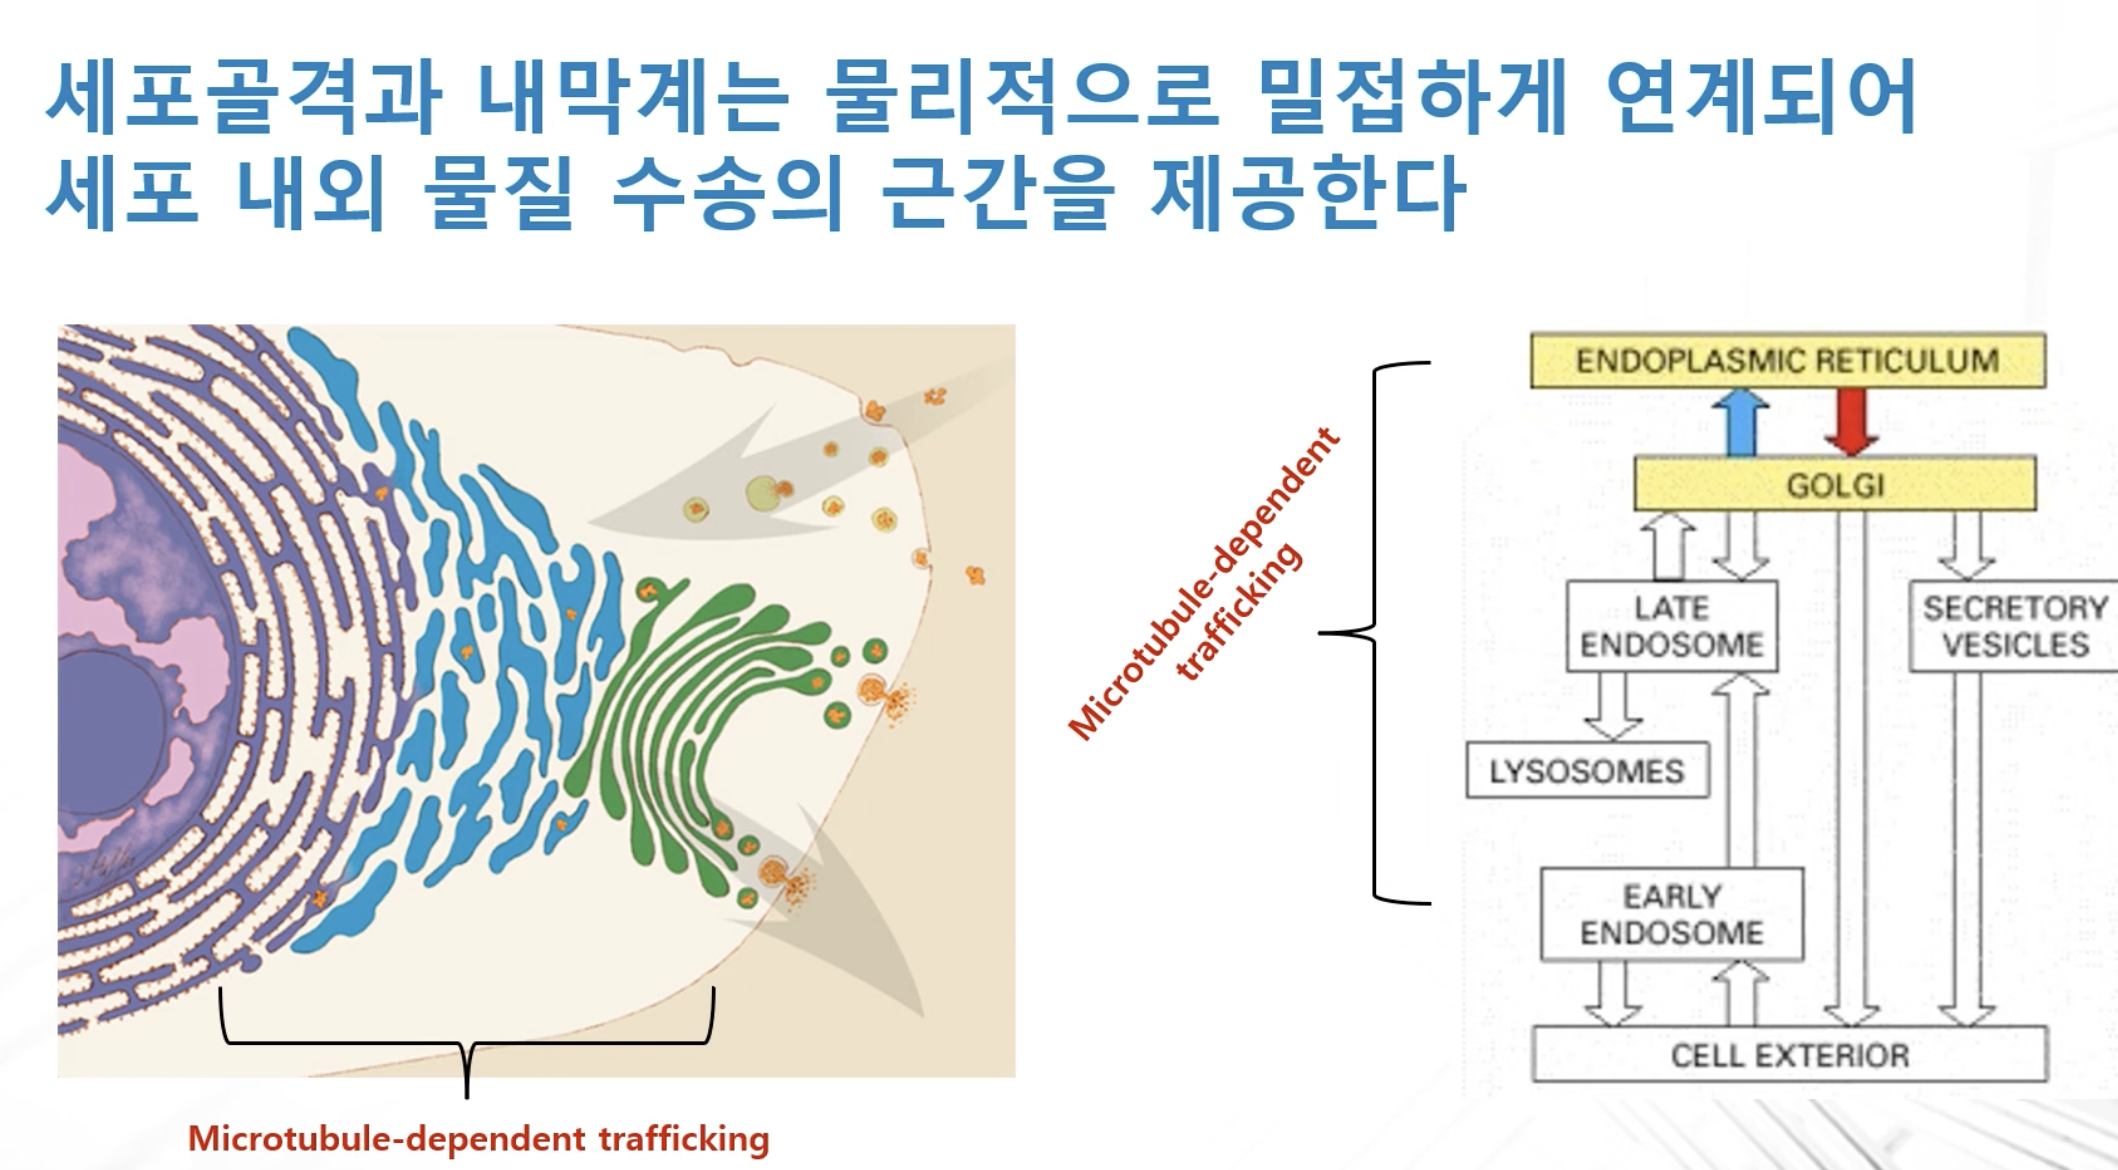 세포골격과 내막계는 물리적으로 밀접하게 연계되어
세포 내외 물질 수송의 근간을 제공한다
Microtubule-dependent trafficking
Microtubule-dependent
trafficking
ENDOPLASMIC RETICULUM
GOLGI
LATE
ENDOSOME
SECRETORY
VESICLES
LYSOSOMES
EARLY
ENDOSOME
CELL EXTERIOR